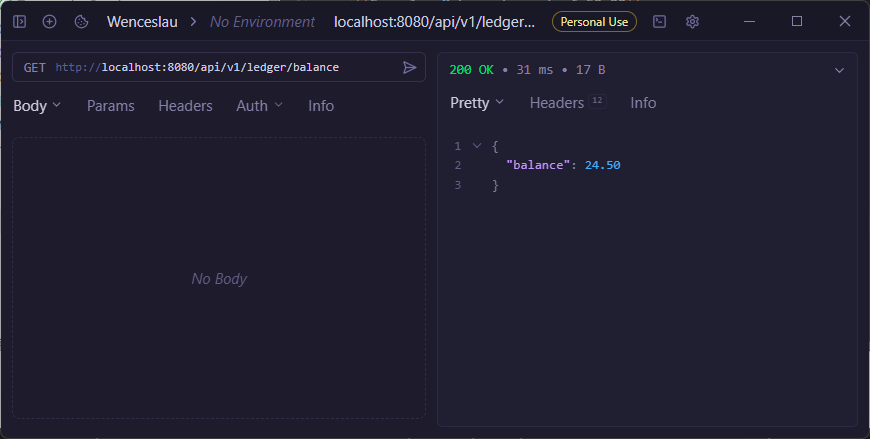 Wenceslau > No Environment localhost:8080/api/v1/ledger... Personal Use
GET http://localhost:8080/api/v1/ledger/balance
Body Params Headers Auth Info
No Body
200 OK • 31 ms • 17 B
Pretty Headers 12 Info
1 {
2 "balance": 24.50
3 }